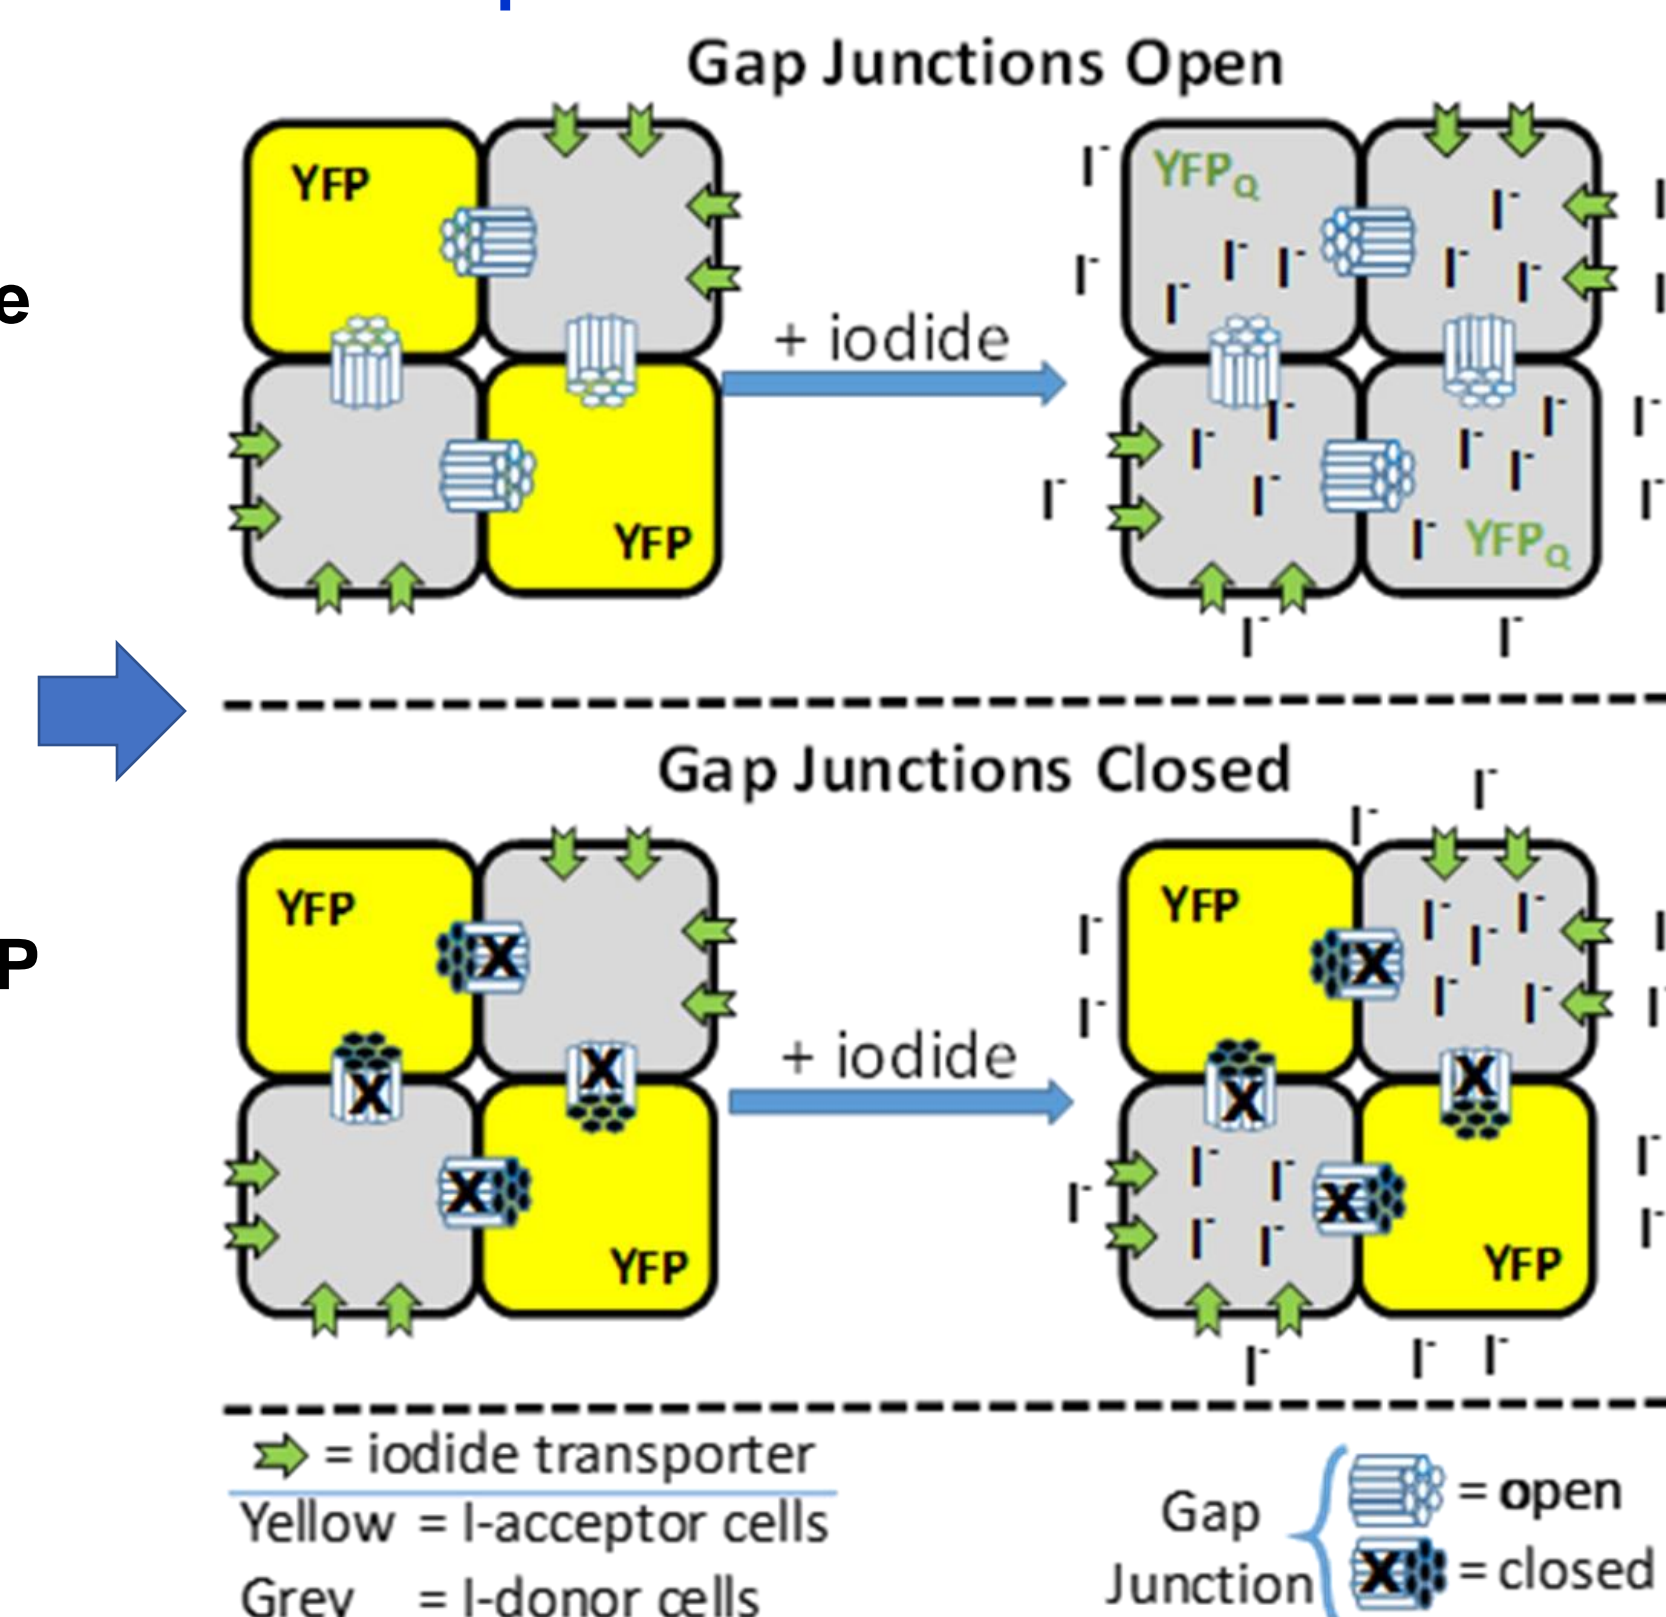 Gap Junctions Open
YFP
YFP
+ iodide
YFPQ
YFPQ
I- I- I- I- I- I- I- I- I- I- I- I- I- I- I- I- I- I- I-
e
Gap Junctions Closed
YFP
YFP
+ iodide
YFP
YFP
X X X X
X X X X
I- I- I- I- I- I- I- I- I- I- I- I- I- I- I- I- I- I-
P
= iodide transporter
Yellow = I-acceptor cells
Grey = I-donor cells
Gap
Junction
= open
X = closed